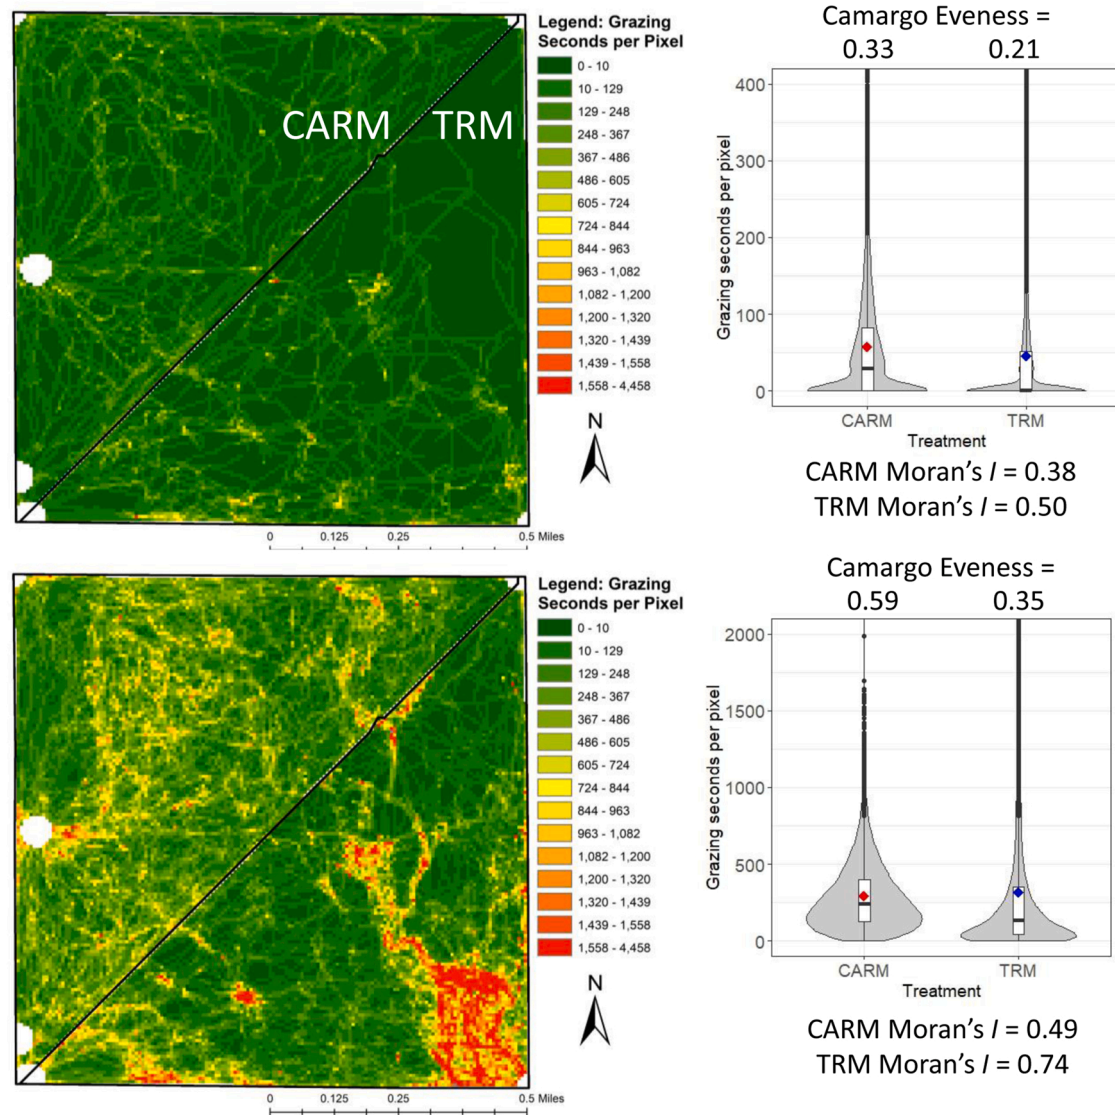 Legend: Grazing
Seconds per Pixel
0 - 10
10 - 129
129 - 248
248 - 367
367 - 486
486 - 605
605 - 724
724 - 844
844 - 963
963 - 1,082
1,082 - 1,200
1,200 - 1,320
1,320 - 1,439
1,439 - 1,558
1,558 - 4,458
N
CARM TRM
0 0.125 0.25 0.5 Miles
Camargo Eveness =
0.33 0.21
Grazing seconds per pixel
400
300
200
100
0
CARM TRM
Treatment
CARM Moran's I = 0.38
TRM Moran's I = 0.50
Legend: Grazing
Seconds per Pixel
0 - 10
10 - 129
129 - 248
248 - 367
367 - 486
486 - 605
605 - 724
724 - 844
844 - 963
963 - 1,082
1,082 - 1,200
1,200 - 1,320
1,320 - 1,439
1,439 - 1,558
1,558 - 4,458
N
0 0.125 0.25 0.5 Miles
Camargo Eveness =
0.59 0.35
Grazing seconds per pixel
2000
1500
1000
500
0
CARM TRM
Treatment
CARM Moran's I = 0.49
TRM Moran's I = 0.74